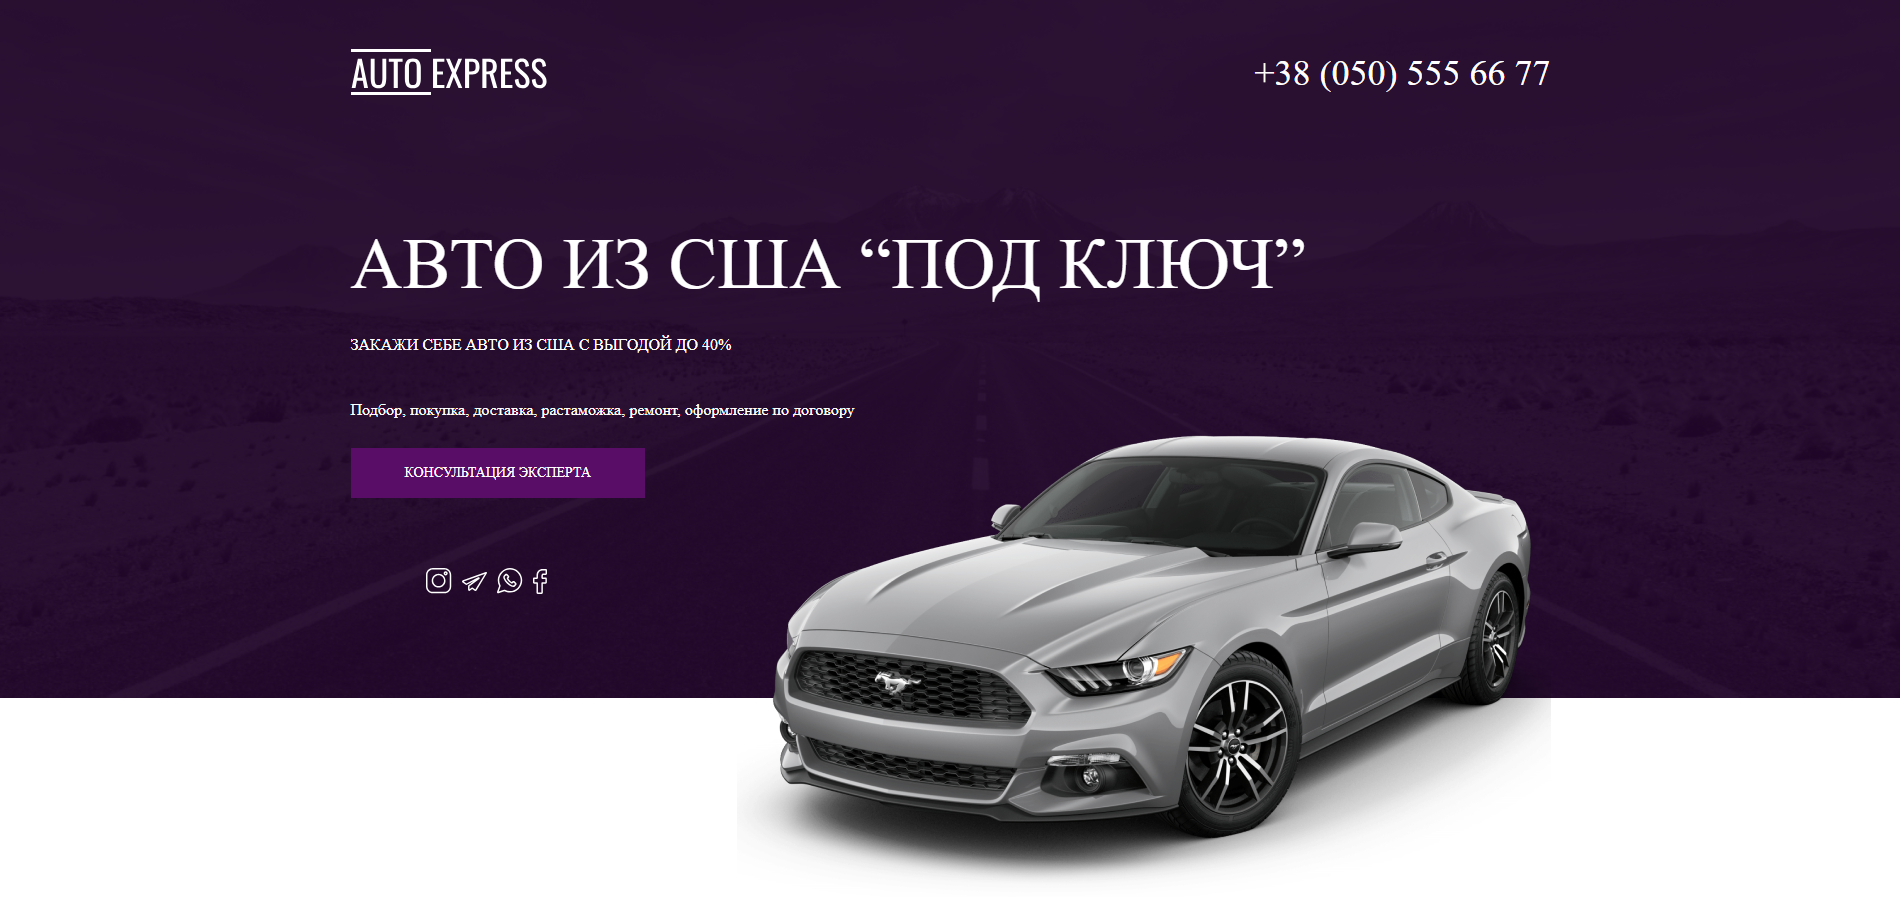 AUTO EXPRESS
+38 (050) 555 66 77
АВТО ИЗ США “ПОД КЛЮЧ”
ЗАКАЖИ СЕБЕ АВТО ИЗ США С ВЫГОДОЙ ДО 40%
Подбор, покупка, доставка, растаможка, ремонт, оформление по договору
КОНСУЛЬТАЦИЯ ЭКСПЕРТА